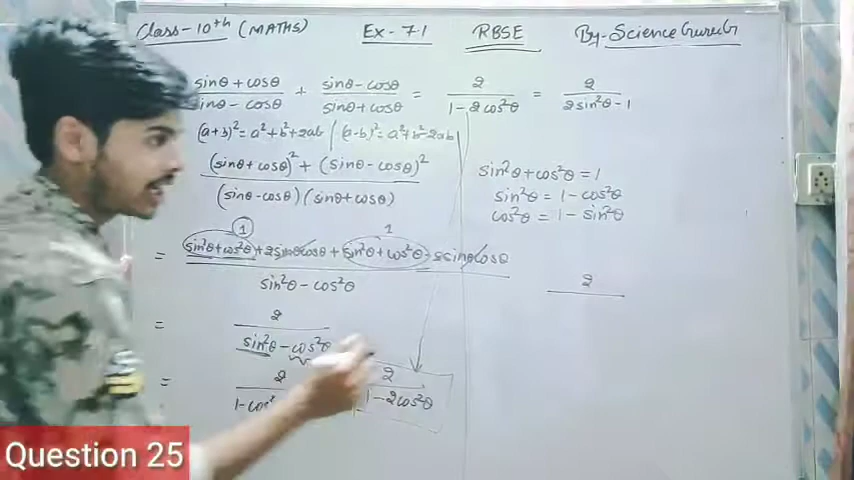 Class-10th (MATHS) Ex-7.1 RBSE By-ScienceGuruG
sinθ+cosθ/sinθ-cosθ + sinθ-cosθ/sinθ+cosθ = 2/1-2cos²θ = 2/2sin²θ-1
(a+b)² = a²+b²+2ab / (a-b)² = a²+b²-2ab
(sinθ+cosθ)² + (sinθ-cosθ)²/(sinθ-cosθ)(sinθ+cosθ)
sin²θ+cos²θ = 1
sin²θ = 1-cos²θ
cos²θ = 1-sin²θ
1 1
= sin²θ+cos²θ+2sinθcosθ+sin²θ+cos²θ-2sinθcosθ/sin²θ-cos²θ
2
= 2/sin²θ-cos²θ
= 2/1-cos² 2/1-2cos²θ
Question 25